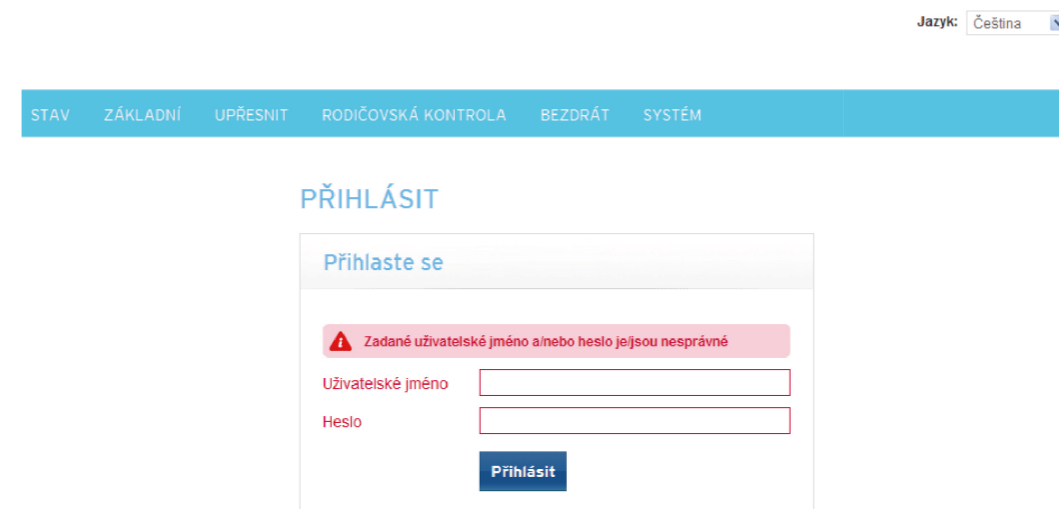 Jazyk: Čeština
STAV ZÁKLADNÍ UPŘESNIT RODIČOVSKÁ KONTROLA BEZDRÁT SYSTÉM
PŘIHLÁSIT
Přihlaste se
Zadané uživatelské jméno a/nebo heslo je/jsou nesprávné
Uživatelské jméno
Heslo
Přihlásit